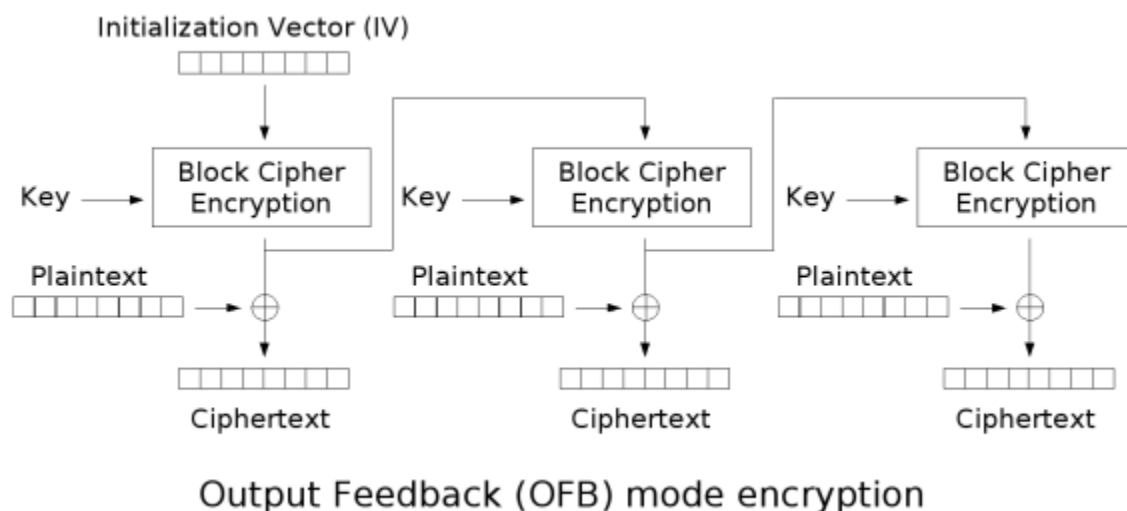 Initialization Vector (IV)
Key
Block Cipher
Encryption
Key
Block Cipher
Encryption
Key
Block Cipher
Encryption
Plaintext
Plaintext
Plaintext
Ciphertext
Ciphertext
Ciphertext
Output Feedback (OFB) mode encryption